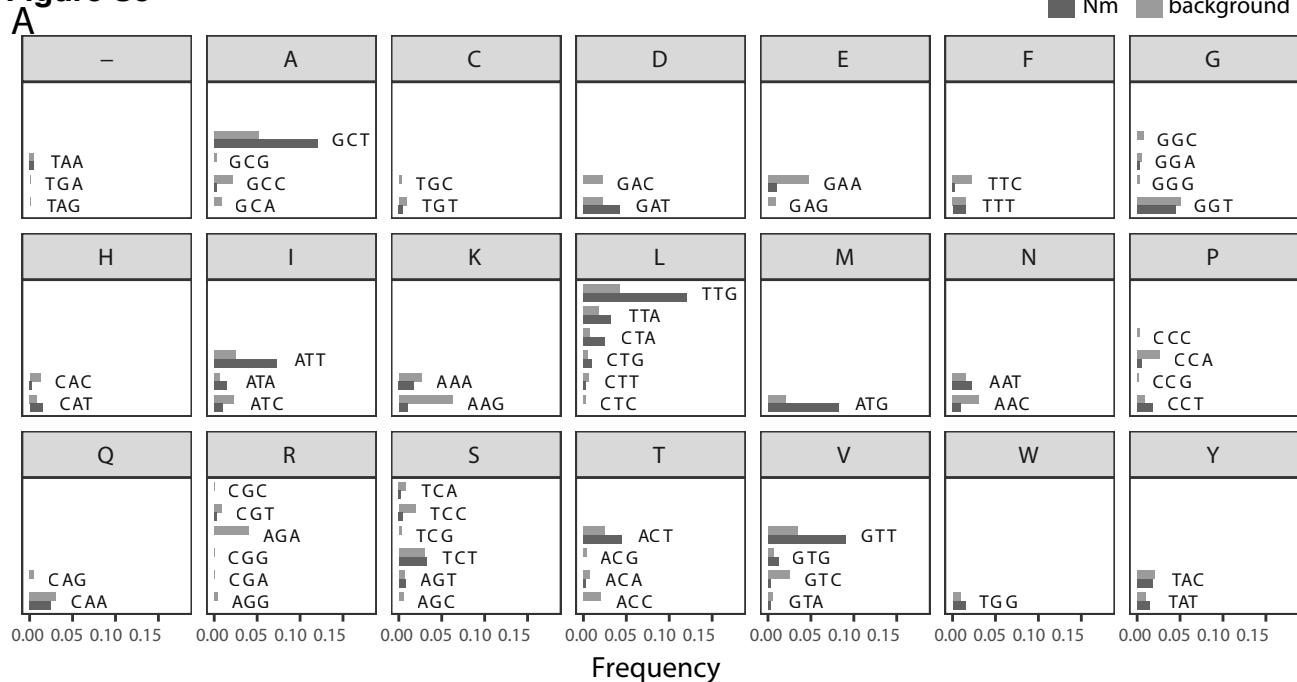 A
Nm background
– A C D E F G
TAA
TGA
TAG
GCT
GCG
GCC
GCA
TGC
TGT
GAC
GAT
GAA
GAG
TTC
TTT
GGC
GGA
GGG
GGT
H I K L M N P
CAC
CAT
ATT
ATA
ATC
AAA
AAG
TTG
TTA
CTA
CTG
CTT
CTC
ATG
AAT
AAC
CCC
CCA
CCG
CCT
Q R S T V W Y
CAG
CAA
CGC
CGT
AGA
CGG
CGA
AGG
TCA
TCC
TCG
TCT
AGT
AGC
ACT
ACG
ACA
ACC
GTT
GTG
GTC
GTA
TGG
TAC
TAT
0.00 0.05 0.10 0.15 0.00 0.05 0.10 0.15 0.00 0.05 0.10 0.15 0.00 0.05 0.10 0.15 0.00 0.05 0.10 0.15 0.00 0.05 0.10 0.15 0.00 0.05 0.10 0.15
Frequency